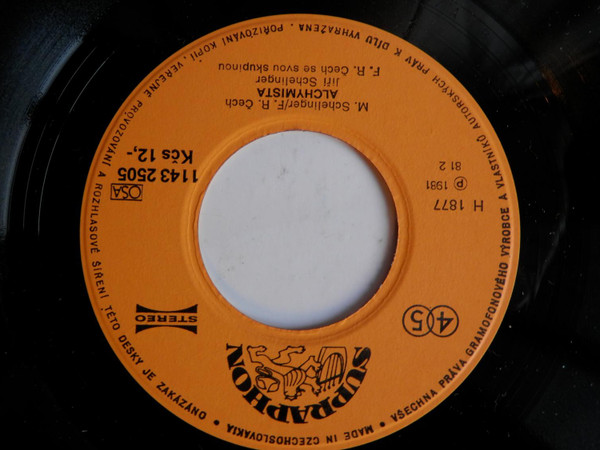 SUPRAPHON
STEREO
45
OSA
1143 2505
Kčs 12,-
H 1877
Ⓟ 1981
81 2
M. Schelinger/F. R. Čech
ALCHYMISTA
Jiří Schelinger
F. R. Čech se svou skupinou
MADE IN CZECHOSLOVAKIA • VŠECHNA PRÁVA GRAMOFONOVÉHO VÝROBCE A VLASTNÍKŮ AUTORSKÝCH PRÁV K DÍLU VYHRAŽENA. POŘIZOVÁNÍ KOPIÍ, VEŘEJNÉ PROVOZOVÁNÍ A ROZHLASOVÉ ŠÍŘENÍ TÉTO DESKY JE ZAKÁZÁNO •